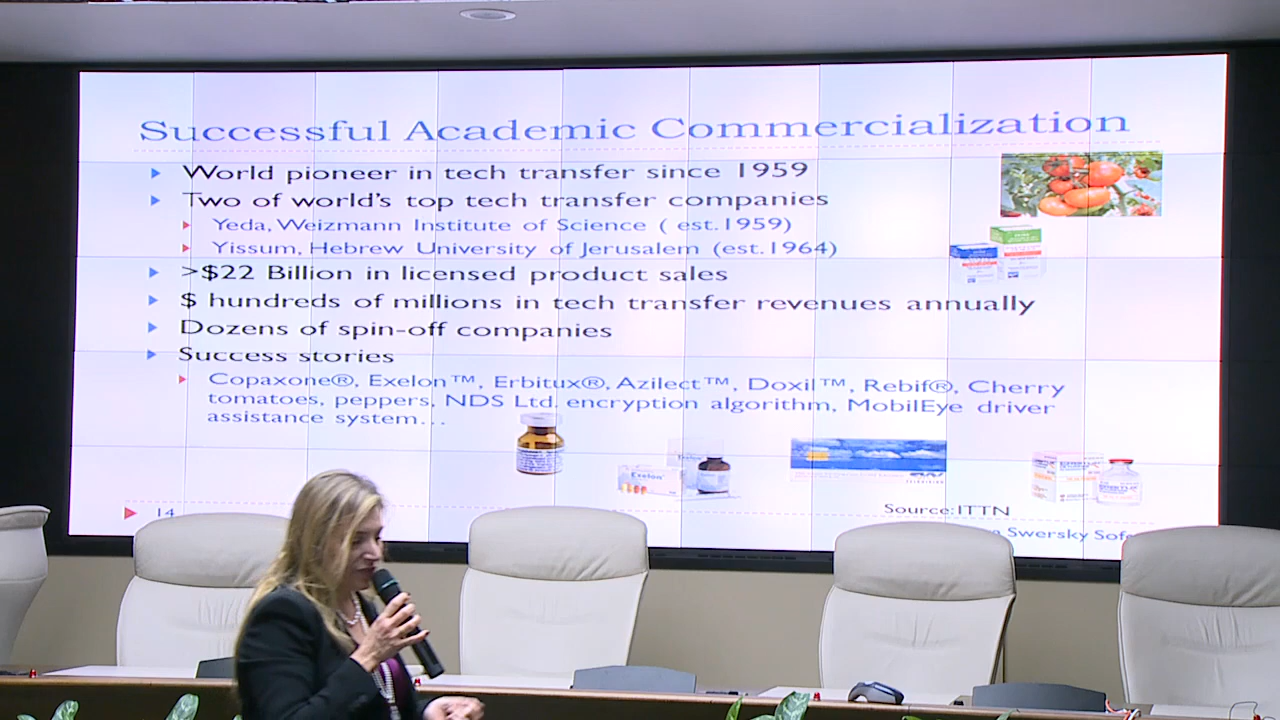 Successful Academic Commercialization
World pioneer in tech transfer since 1959
Two of world's top tech transfer companies
Yeda, Weizmann Institute of Science ( est.1959)
Yissum, Hebrew University of Jerusalem (est.1964)
>$22 Billion in licensed product sales
$ hundreds of millions in tech transfer revenues annually
Dozens of spin-off companies
Success stories
Copaxone®, Exelon™, Erbitux®, Azilect™, Doxil™, Rebif®, Cherry
tomatoes, peppers, NDS Ltd. encryption algorithm, MobilEye driver
assistance system…
Exelon
14
Source: ITTN
Swersky